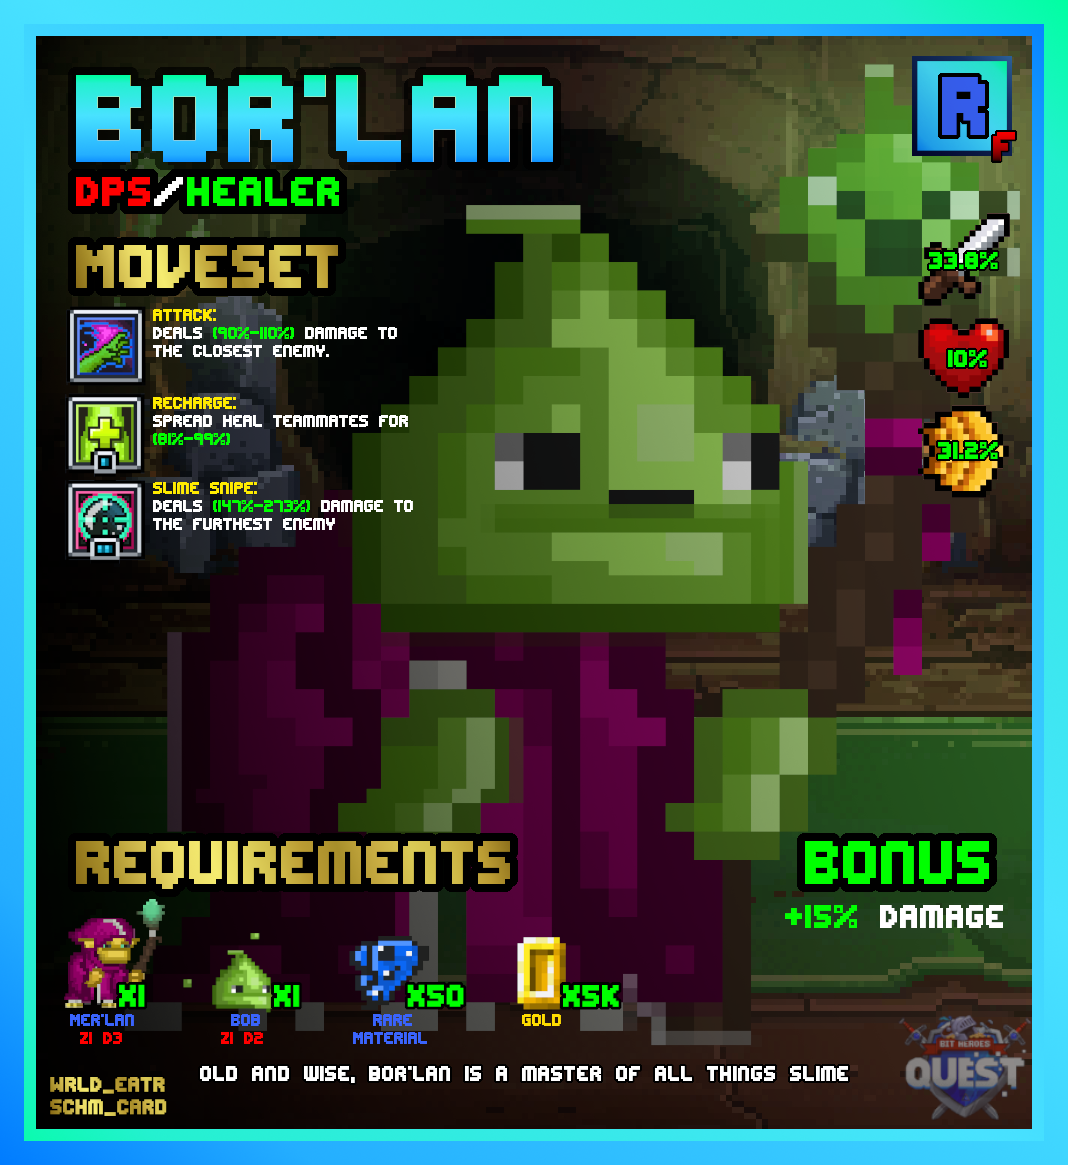 BOR'LAN
R
F
DPS/HEALER
MOVESET
33.8%
10%
31.2%
ATTACK:
DEALS (90%-110%) DAMAGE TO
THE CLOSEST ENEMY.
RECHARGE:
SPREAD HEAL TEAMMATES FOR
(81%-99%)
SLIME SNIPE:
DEALS (147%-273%) DAMAGE TO
THE FURTHEST ENEMY
REQUIREMENTS
X1
MER'LAN
Z1 D3
X1
BOB
Z1 D2
X50
RARE
MATERIAL
X5K
GOLD
BONUS
+15% DAMAGE
OLD AND WISE, BOR'LAN IS A MASTER OF ALL THINGS SLIME
WRLD_EATR
SCHM_CARD
BIT HEROES
QUEST